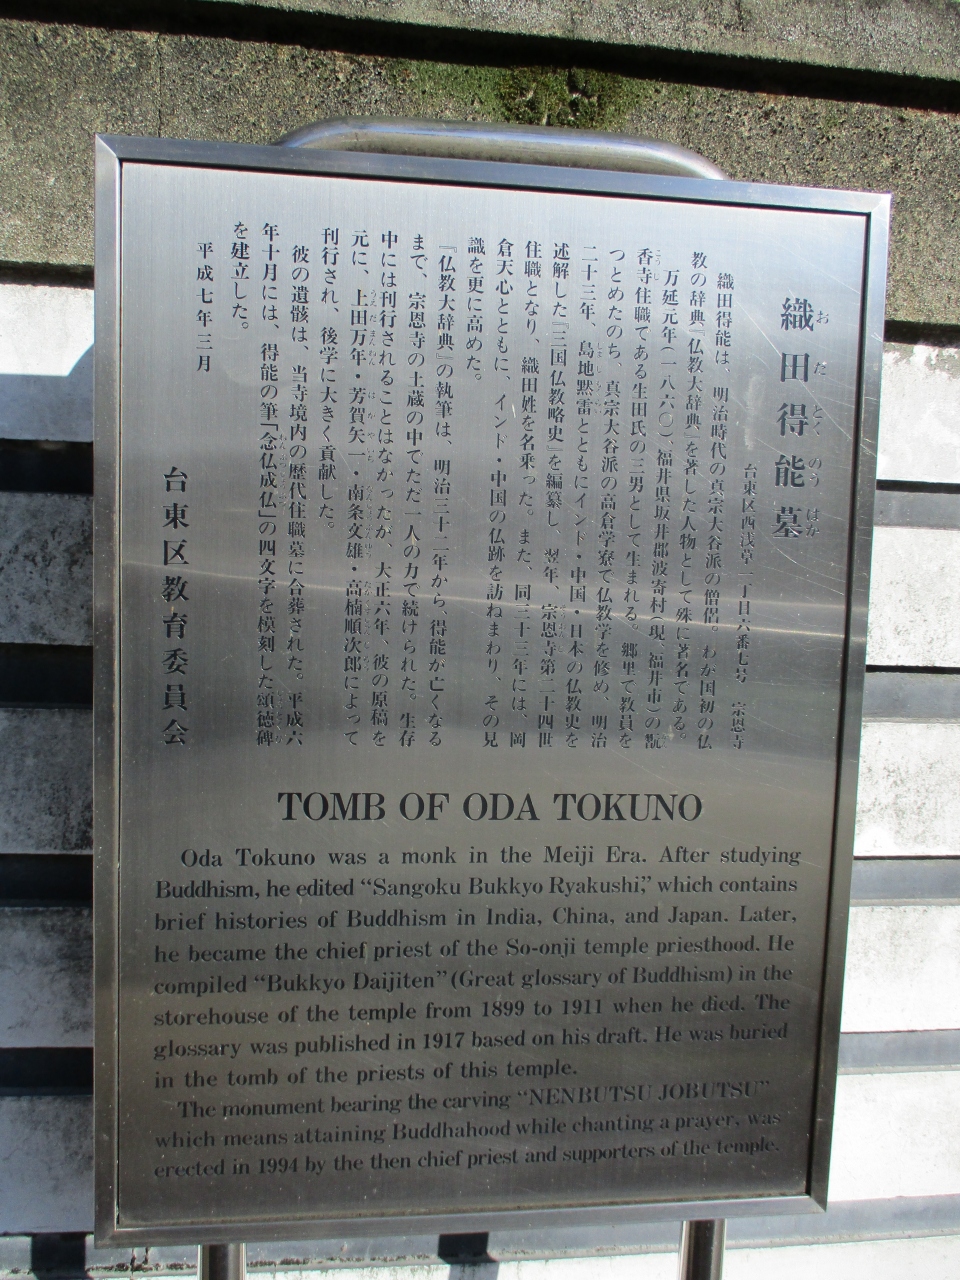 織田得能墓
お だ とく のう はか
台東区西浅草二丁目六番七号　宗恩寺
織田得能は、明治時代の真宗大谷派の僧侶。わが国初の仏
教の辞典『仏教大辞典』を著した人物として殊に著名である。
万延元年(一八六〇)、福井県坂井郡波寄村(現、福井市)の翫
香寺住職である生田氏の三男として生まれる。郷里で教員を
つとめたのち、真宗大谷派の高倉学寮で仏教学を修め、明治
二十三年、島地黙雷とともにインド・中国・日本の仏教史を
述解した『三国仏教略史』を編纂し、翌年、宗恩寺第二十四世
住職となり、織田姓を名乗った。また、同三十三年には、岡
倉天心とともに、インド・中国の仏跡を訪ねまわり、その見
識を更に高めた。
『仏教大辞典』の執筆は、明治三十二年から、得能が亡くなる
まで、宗恩寺の土蔵の中でただ一人の力で続けられた。生存
中には刊行されることはなかったが、大正六年、彼の原稿を
元に、上田万年・芳賀矢一・南条文雄・高楠順次郎によって
刊行され、後学に大きく貢献した。
彼の遺骸は、当寺境内の歴代住職墓に合葬された。平成六
年十月には、得能の筆「念仏成仏」の四文字を模刻した頌徳碑
を建立した。
平成七年三月
台東区教育委員会
TOMB OF ODA TOKUNO
Oda Tokuno was a monk in the Meiji Era. After studying
Buddhism, he edited “Sangoku Bukkyo Ryakushi,” which contains
brief histories of Buddhism in India, China, and Japan. Later,
he became the chief priest of the So-onji temple priesthood. He
compiled “Bukkyo Daijiten” (Great glossary of Buddhism) in the
storehouse of the temple from 1899 to 1911 when he died. The
glossary was published in 1917 based on his draft. He was buried
in the tomb of the priests of this temple.
The monument bearing the carving “NENBUTSU JOBUTSU”
which means attaining Buddhahood while chanting a prayer, was
erected in 1994 by the then chief priest and supporters of the temple.